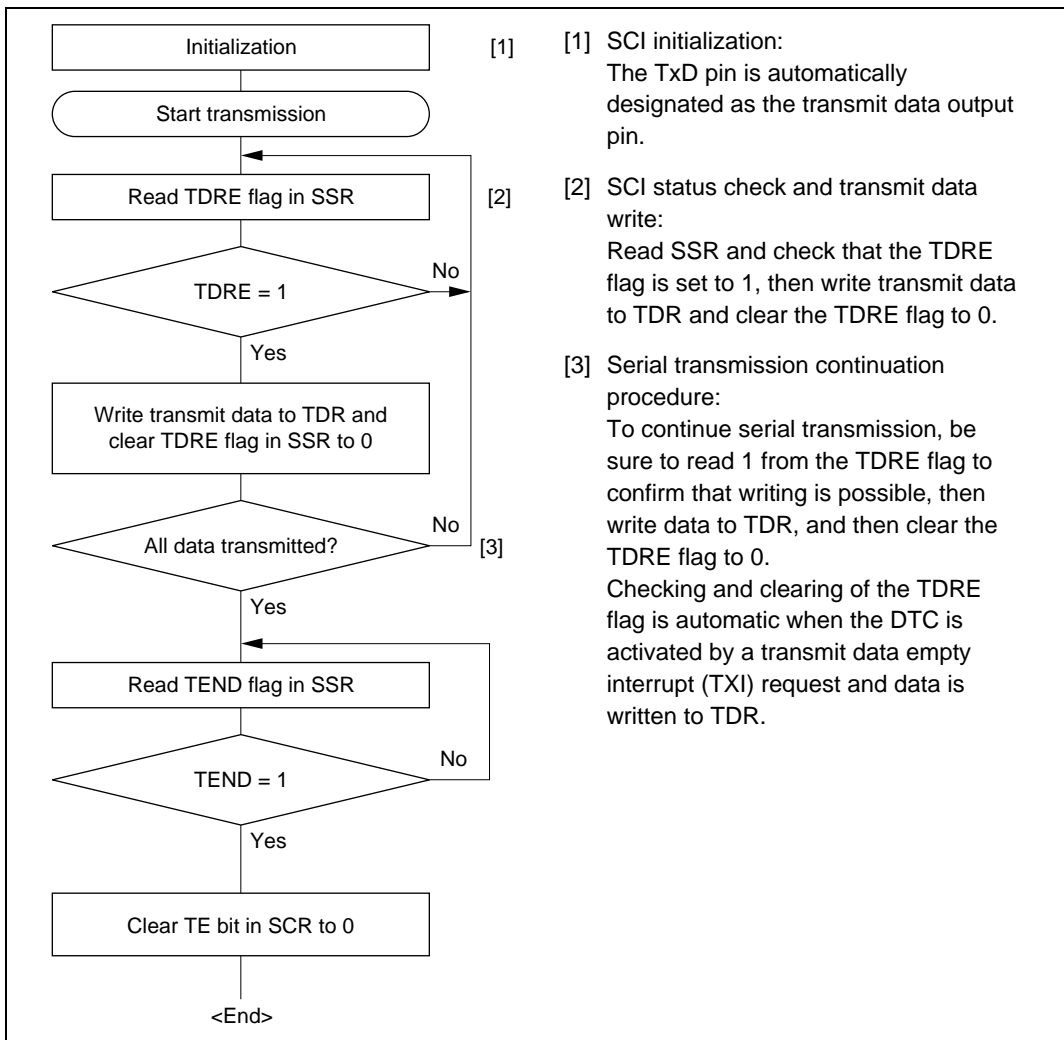 Initialization
[1]
Start transmission
Read TDRE flag in SSR
[2]
No
TDRE = 1
Yes
Write transmit data to TDR and
clear TDRE flag in SSR to 0
No
All data transmitted?
[3]
Yes
Read TEND flag in SSR
No
TEND = 1
Yes
Clear TE bit in SCR to 0
<End>
[1] SCI initialization:
The TxD pin is automatically
designated as the transmit data output
pin.
[2] SCI status check and transmit data
write:
Read SSR and check that the TDRE
flag is set to 1, then write transmit data
to TDR and clear the TDRE flag to 0.
[3] Serial transmission continuation
procedure:
To continue serial transmission, be
sure to read 1 from the TDRE flag to
confirm that writing is possible, then
write data to TDR, and then clear the
TDRE flag to 0.
Checking and clearing of the TDRE
flag is automatic when the DTC is
activated by a transmit data empty
interrupt (TXI) request and data is
written to TDR.